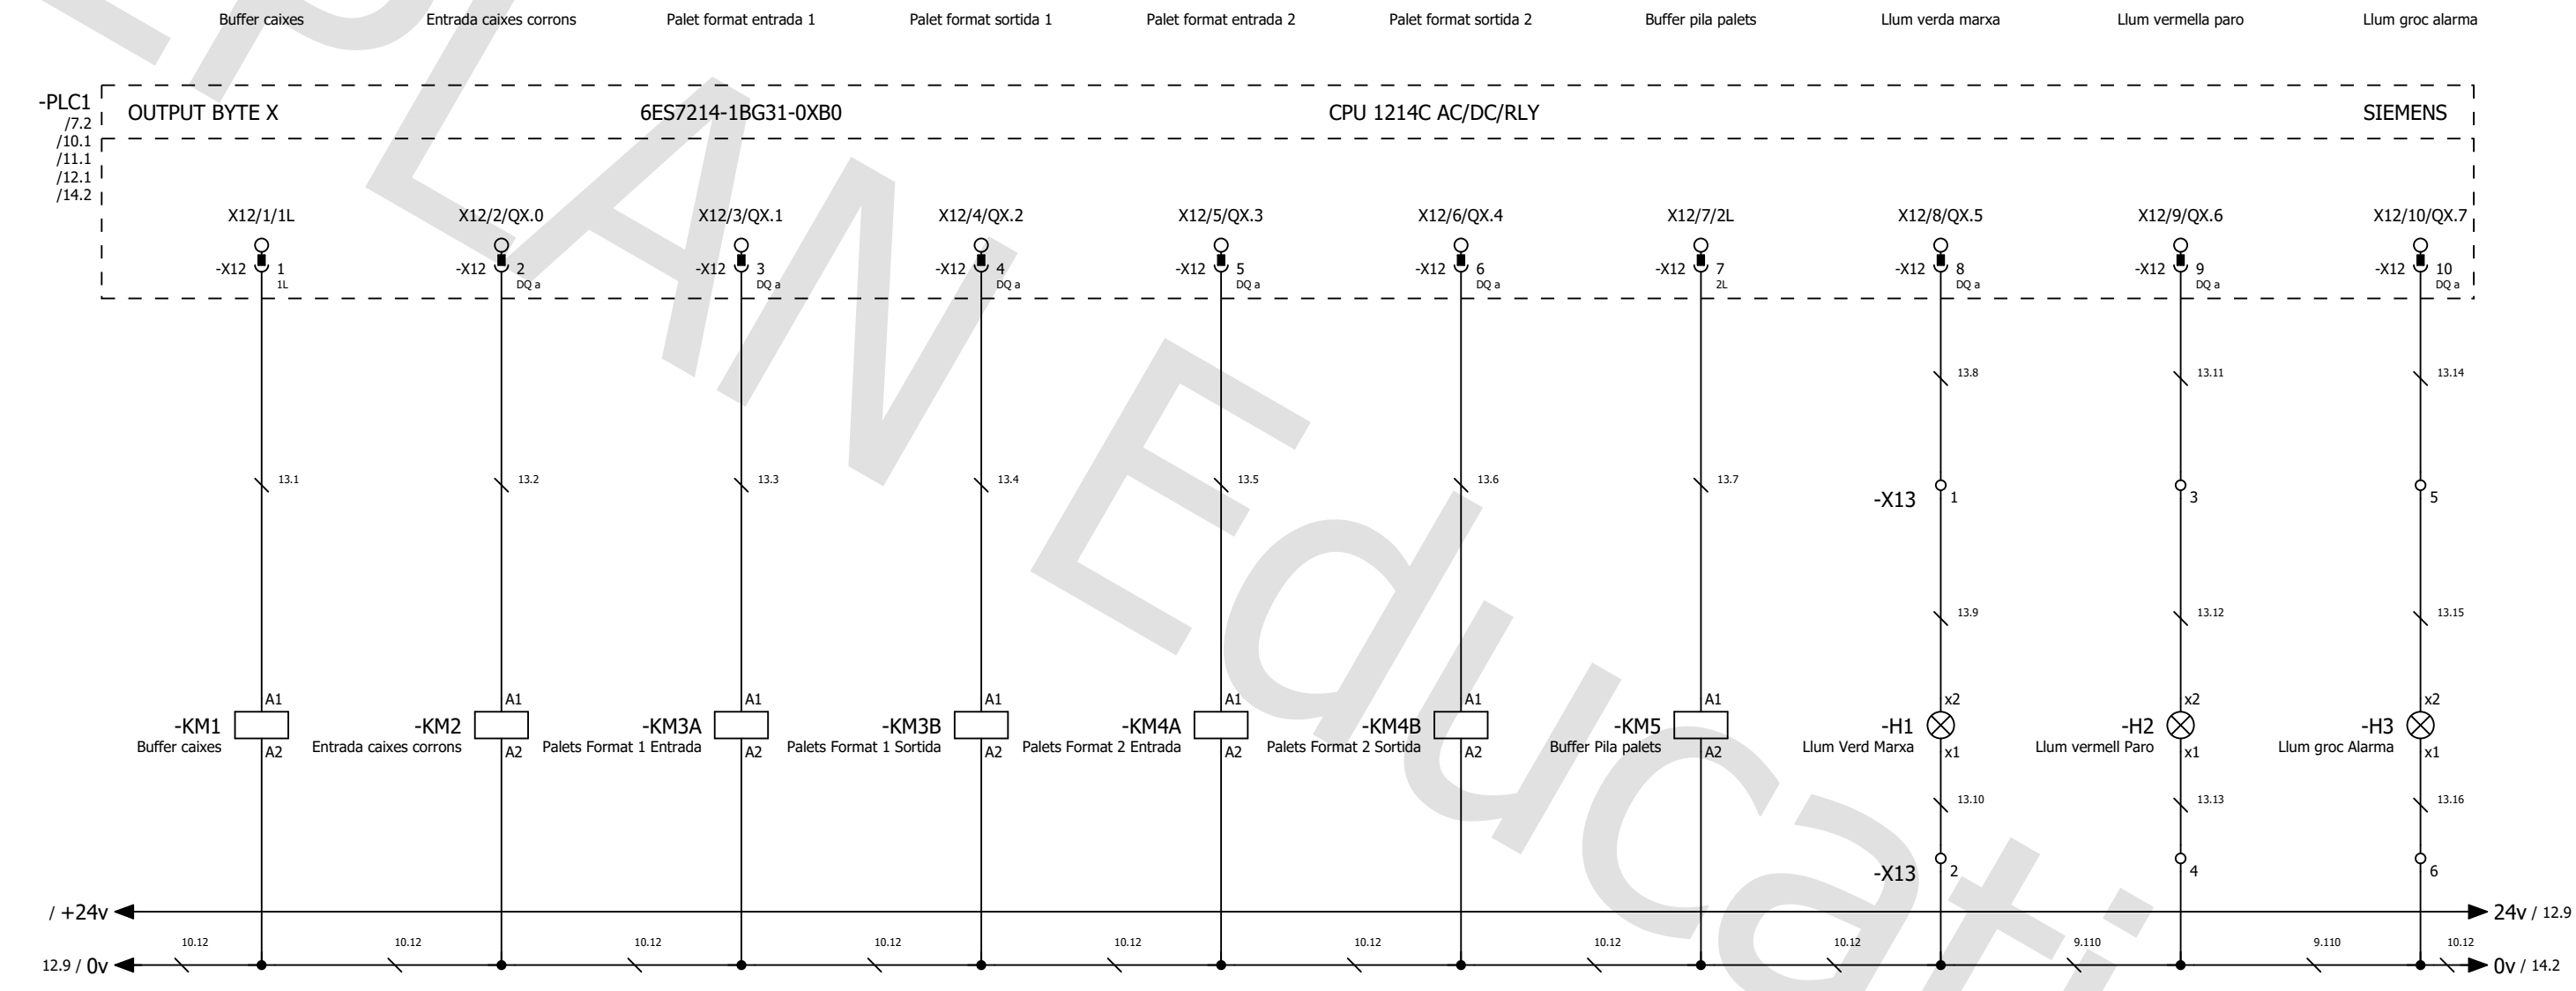 Buffer caixes Entrada caixes corrons Palet format entrada 1 Palet format sortida 1 Palet format entrada 2 Palet format sortida 2 Buffer pila palets Llum verda marxa Llum vermella paro Llum groc alarma
-PLC1 OUTPUT BYTE X 6ES7214-1BG31-0XB0 CPU 1214C AC/DC/RLY SIEMENS
/7.2
/10.1
/11.1
/12.1
/14.2
X12/1/1L X12/2/QX.0 X12/3/QX.1 X12/4/QX.2 X12/5/QX.3 X12/6/QX.4 X12/7/2L X12/8/QX.5 X12/9/QX.6 X12/10/QX.7
-X12 1 -X12 2 -X12 3 -X12 4 -X12 5 -X12 6 -X12 7 -X12 8 -X12 9 -X12 10
1L DQ a DQ a DQ a DQ a DQ a 2L DQ a DQ a DQ a
13.8 13.11 13.14
13.1 13.2 13.3 13.4 13.5 13.6 13.7
-X13 1 3 5
13.9 13.12 13.15
A1 A1 A1 A1 A1 A1 A1 x2 x2 x2
-KM1 -KM2 -KM3A -KM3B -KM4A -KM4B -KM5 -H1 -H2 -H3
Buffer caixes Entrada caixes corrons Palets Format 1 Entrada Palets Format 1 Sortida Palets Format 2 Entrada Palets Format 2 Sortida Buffer Pila palets Llum Verd Marxa Llum vermell Paro Llum groc Alarma
A2 A2 A2 A2 A2 A2 A2 x1 x1 x1
13.10 13.13 13.16
-X13 2 4 6
/ +24v 24v / 12.9
10.12 10.12 10.12 10.12 10.12 10.12 10.12 10.12 9.110 9.110 10.12
12.9 / 0v 0v / 14.2
EPLAN Educati